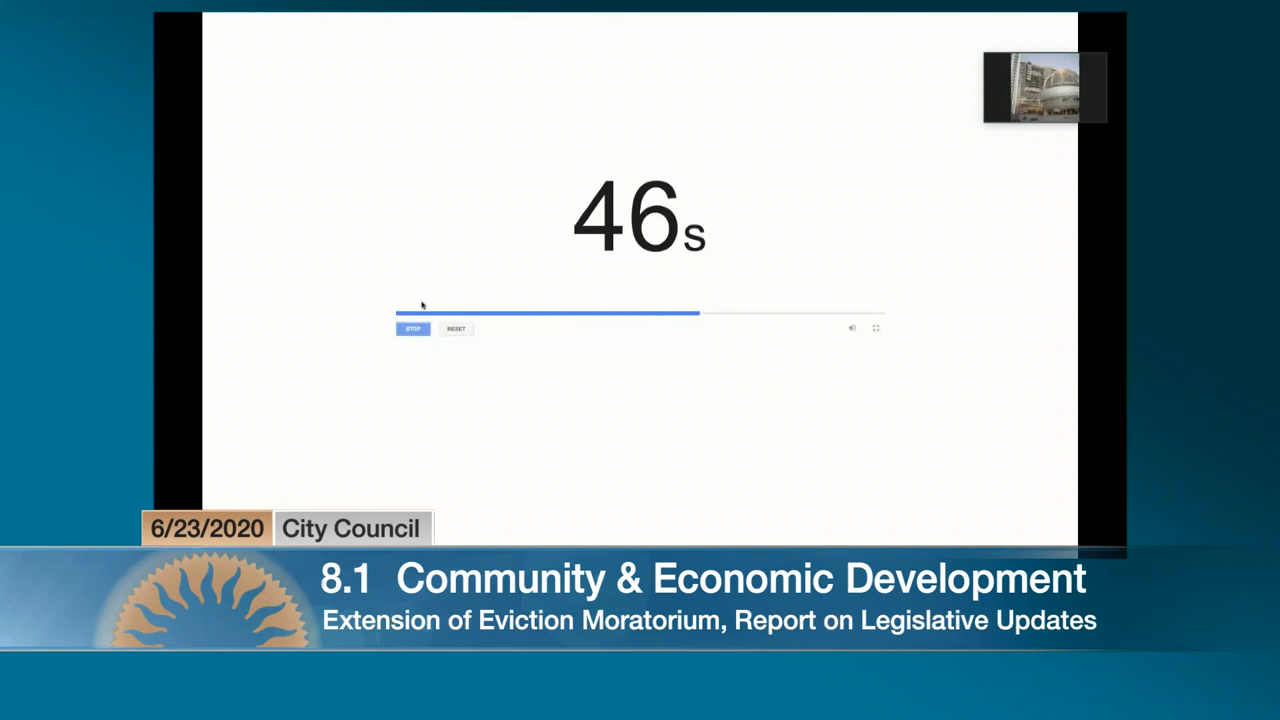 46s
STOP
RESET
6/23/2020
City Council
8.1 Community & Economic Development
Extension of Eviction Moratorium, Report on Legislative Updates